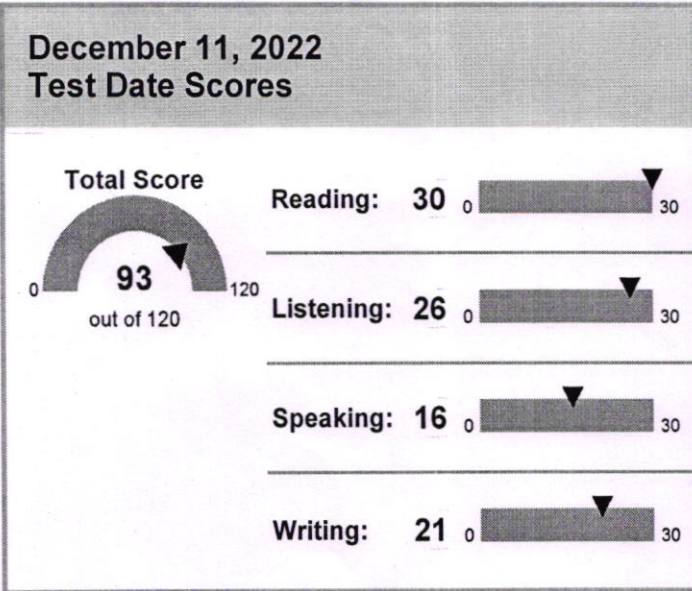 December 11, 2022
Test Date Scores
Total Score
0 93 120
out of 120
Reading: 30 0 30
Listening: 26 0 30
Speaking: 16 0 30
Writing: 21 0 30